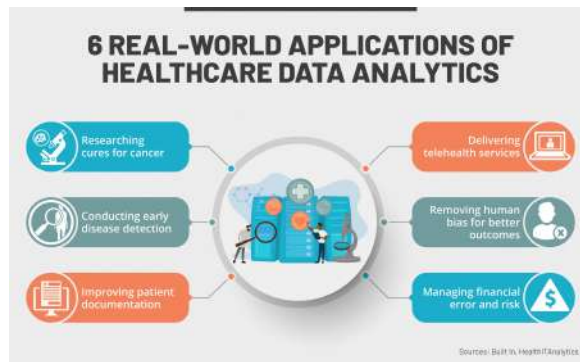 6 REAL-WORLD APPLICATIONS OF
HEALTHCARE DATA ANALYTICS
Researching
cures for cancer
Conducting early
disease detection
Improving patient
documentation
Delivering
telehealth services
Removing human
bias for better
outcomes
Managing financial
error and risk
$
Sources: Built In, HealthITAnalytics